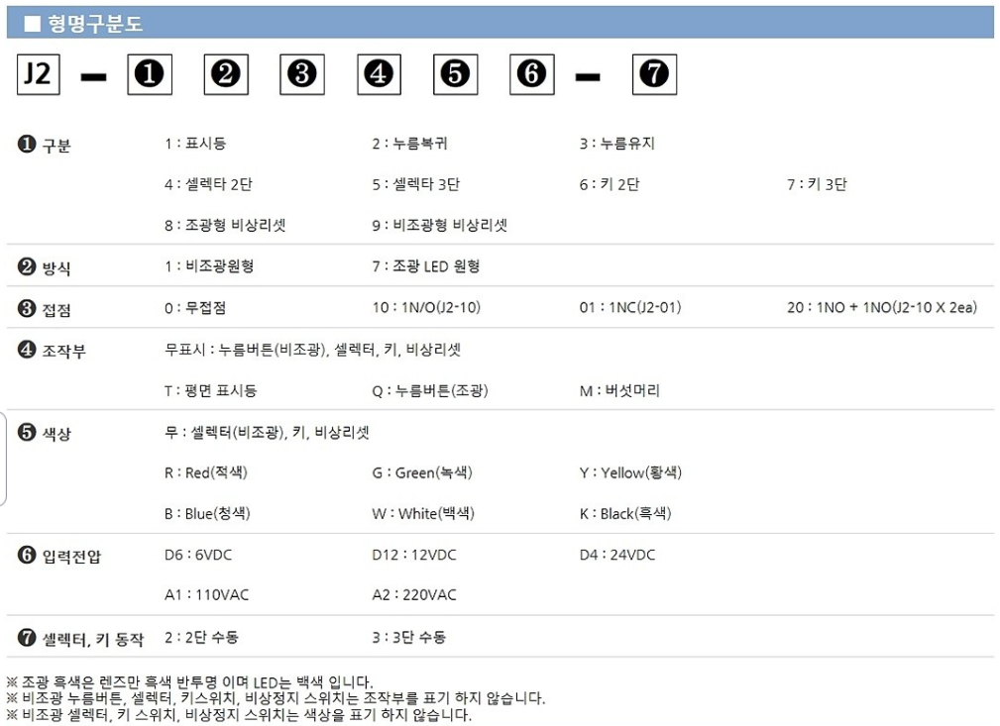 ■ 형명구분도
J2 - ❶ ❷ ❸ ❹ ❺ ❻ - ❼
❶ 구분 1 : 표시등 2 : 누름복귀 3 : 누름유지
4 : 셀렉타 2단 5 : 셀렉타 3단 6 : 키 2단 7 : 키 3단
8 : 조광형 비상리셋 9 : 비조광형 비상리셋
❷ 방식 1 : 비조광원형 7 : 조광 LED 원형
❸ 접점 0 : 무접점 10 : 1N/O(J2-10) 01 : 1NC(J2-01) 20 : 1NO + 1NO(J2-10 X 2ea)
❹ 조작부 무표시 : 누름버튼(비조광), 셀렉터, 키, 비상리셋
T : 평면 표시등 Q : 누름버튼(조광) M : 버섯머리
❺ 색상 무 : 셀렉터(비조광), 키, 비상리셋
R : Red(적색) G : Green(녹색) Y : Yellow(황색)
B : Blue(청색) W : White(백색) K : Black(흑색)
❻ 입력전압 D6 : 6VDC D12 : 12VDC D4 : 24VDC
A1 : 110VAC A2 : 220VAC
❼ 셀렉터, 키 동작 2 : 2단 수동 3 : 3단 수동
※ 조광 흑색은 렌즈만 흑색 반투명 이며 LED는 백색 입니다.
※ 비조광 누름버튼, 셀렉터, 키스위치, 비상정지 스위치는 조작부를 표기 하지 않습니다.
※ 비조광 셀렉터, 키 스위치, 비상정지 스위치는 색상을 표기 하지 않습니다.